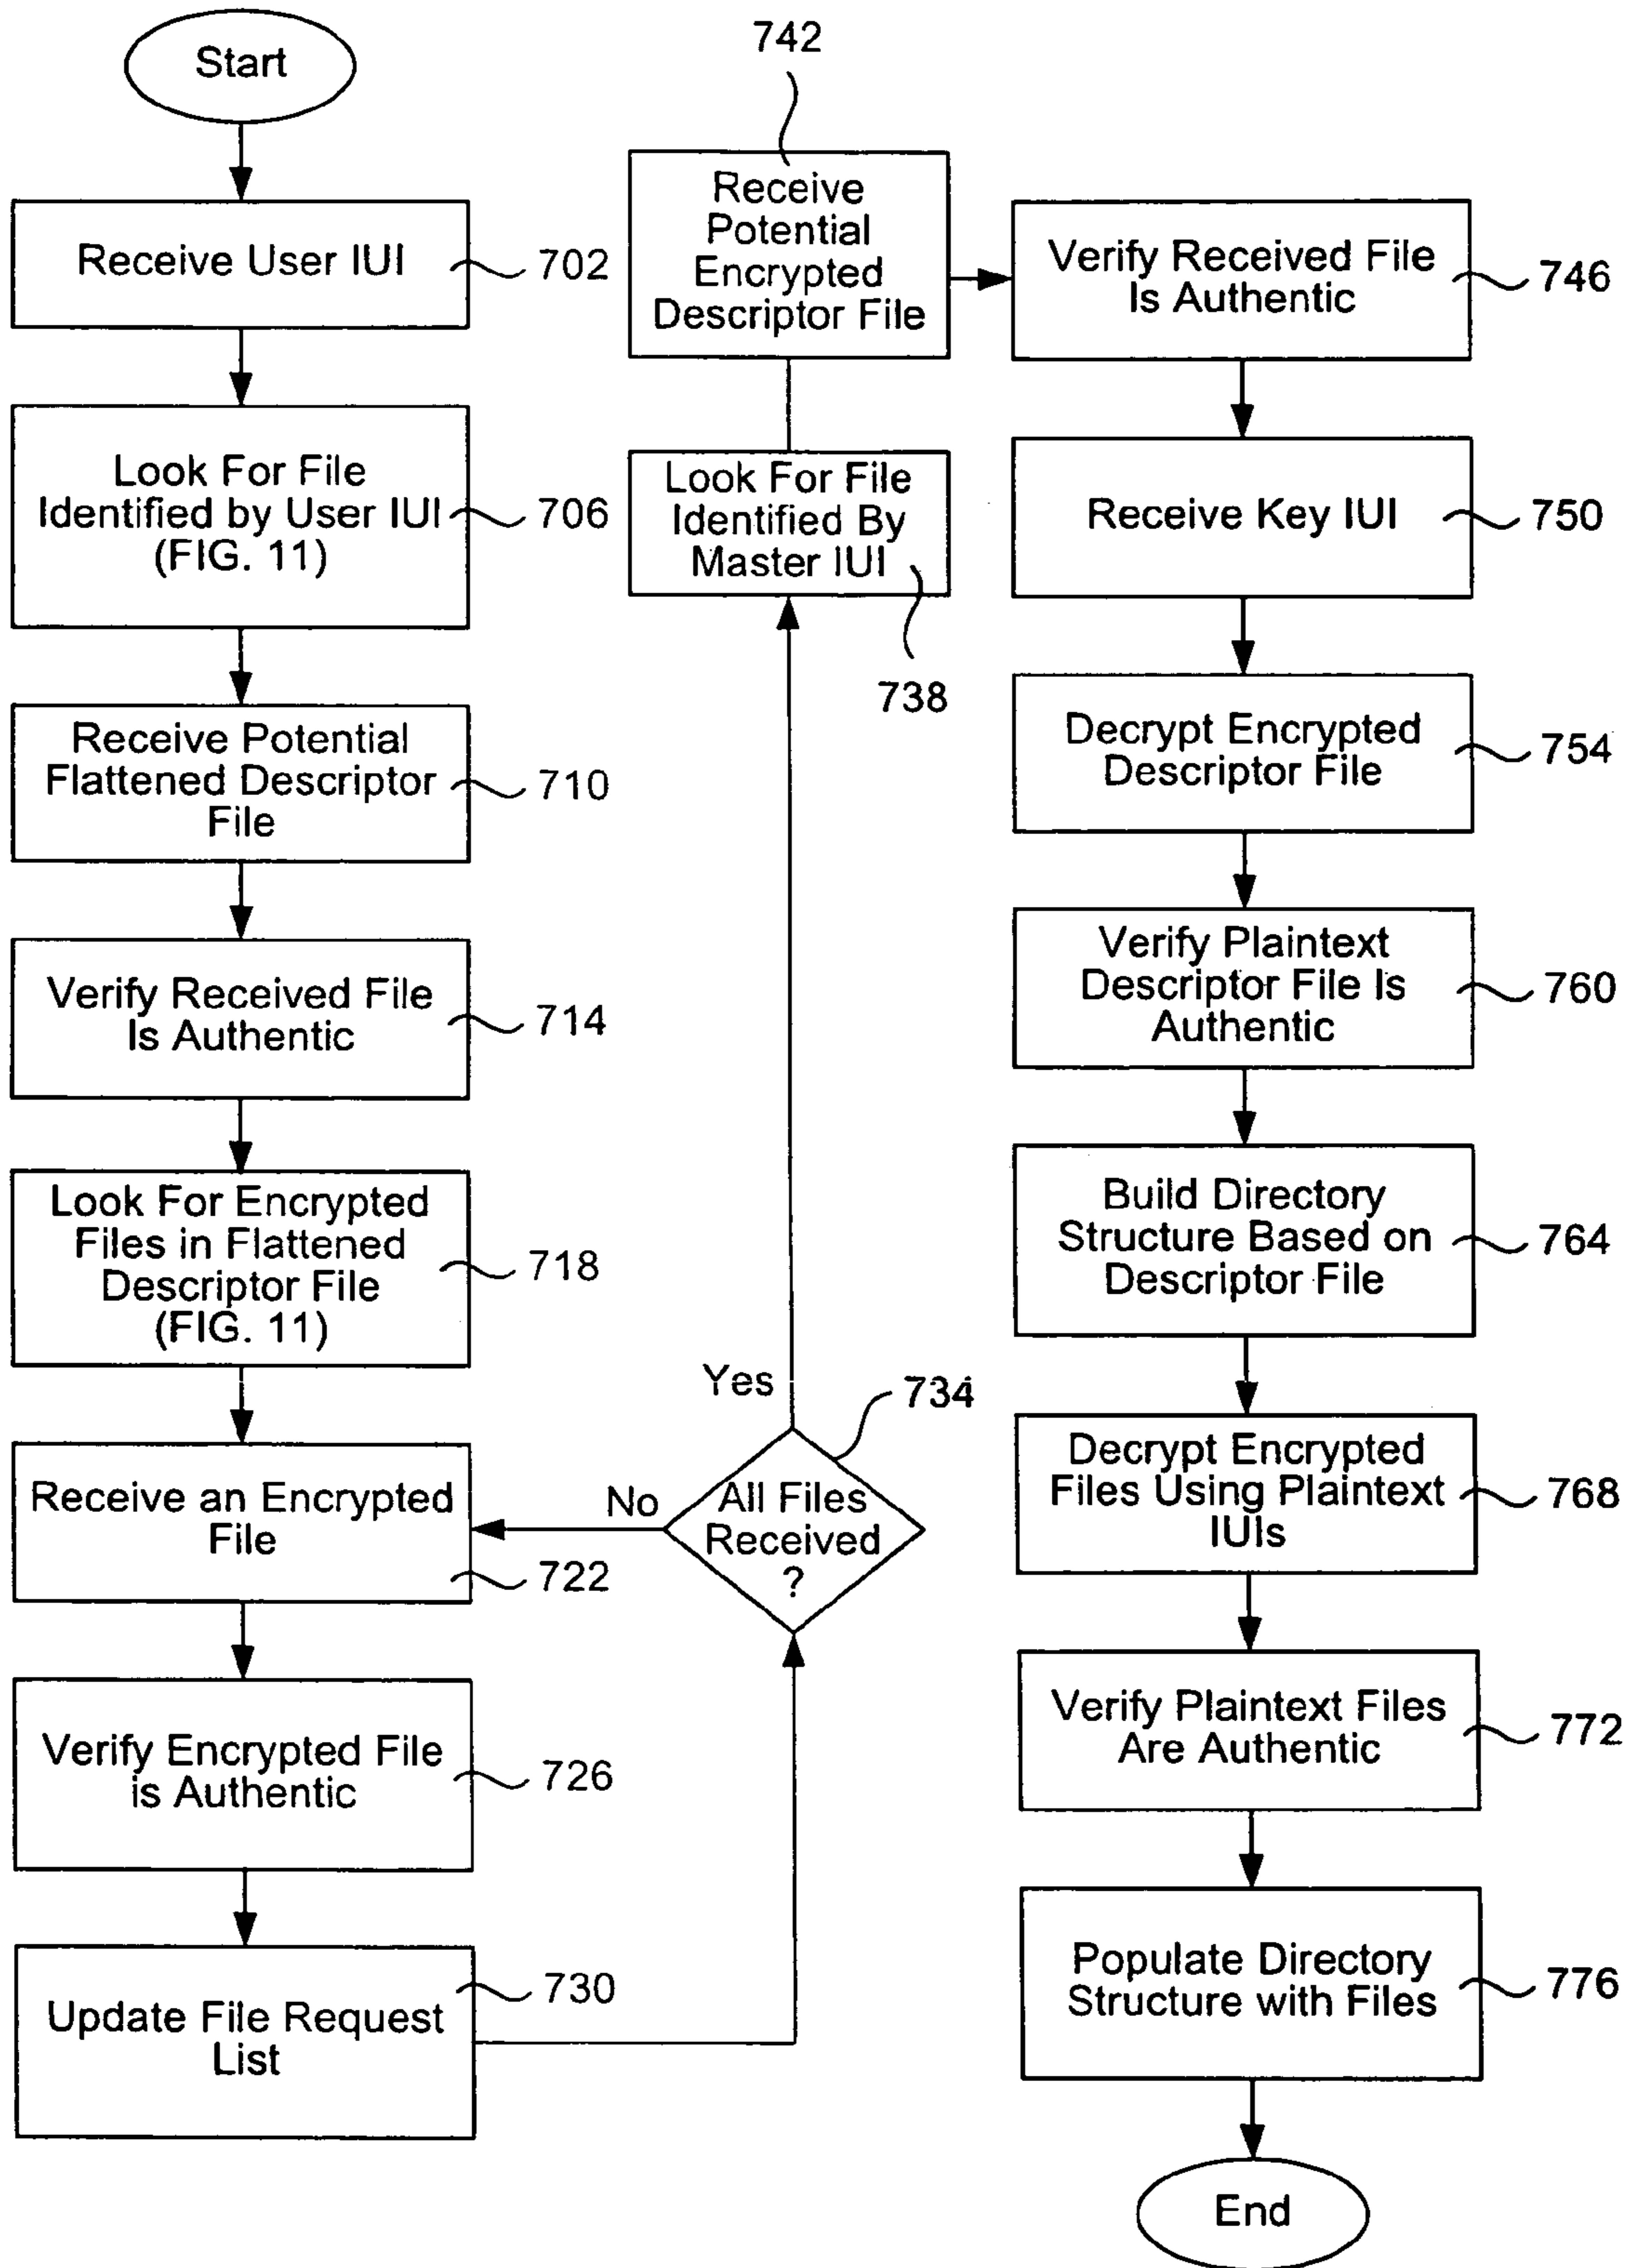 Start
Receive User IUI
702
Look For File
Identified by User IUI
(FIG. 11)
706
Receive Potential
Flattened Descriptor
File
710
Verify Received File
Is Authentic
714
Look For Encrypted
Files in Flattened
Descriptor File
(FIG. 11)
718
Receive an Encrypted
File
722
Verify Encrypted File
is Authentic
726
Update File Request
List
730
All Files
Received
?
734
No
Yes
Look For File
Identified By
Master IUI
738
742
Receive
Potential
Encrypted
Descriptor File
Verify Received File
Is Authentic
746
Receive Key IUI
750
Decrypt Encrypted
Descriptor File
754
Verify Plaintext
Descriptor File Is
Authentic
760
Build Directory
Structure Based on
Descriptor File
764
Decrypt Encrypted
Files Using Plaintext
IUIs
768
Verify Plaintext Files
Are Authentic
772
Populate Directory
Structure with Files
776
End